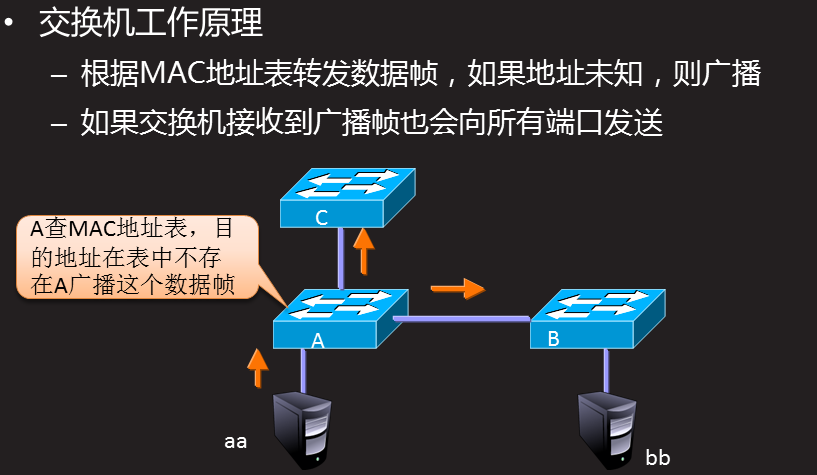 • 交换机工作原理
– 根据MAC地址表转发数据帧，如果地址未知，则广播
– 如果交换机接收到广播帧也会向所有端口发送
C
A查MAC地址表，目
的地址在表中不存
在A广播这个数据帧
A
B
aa
bb